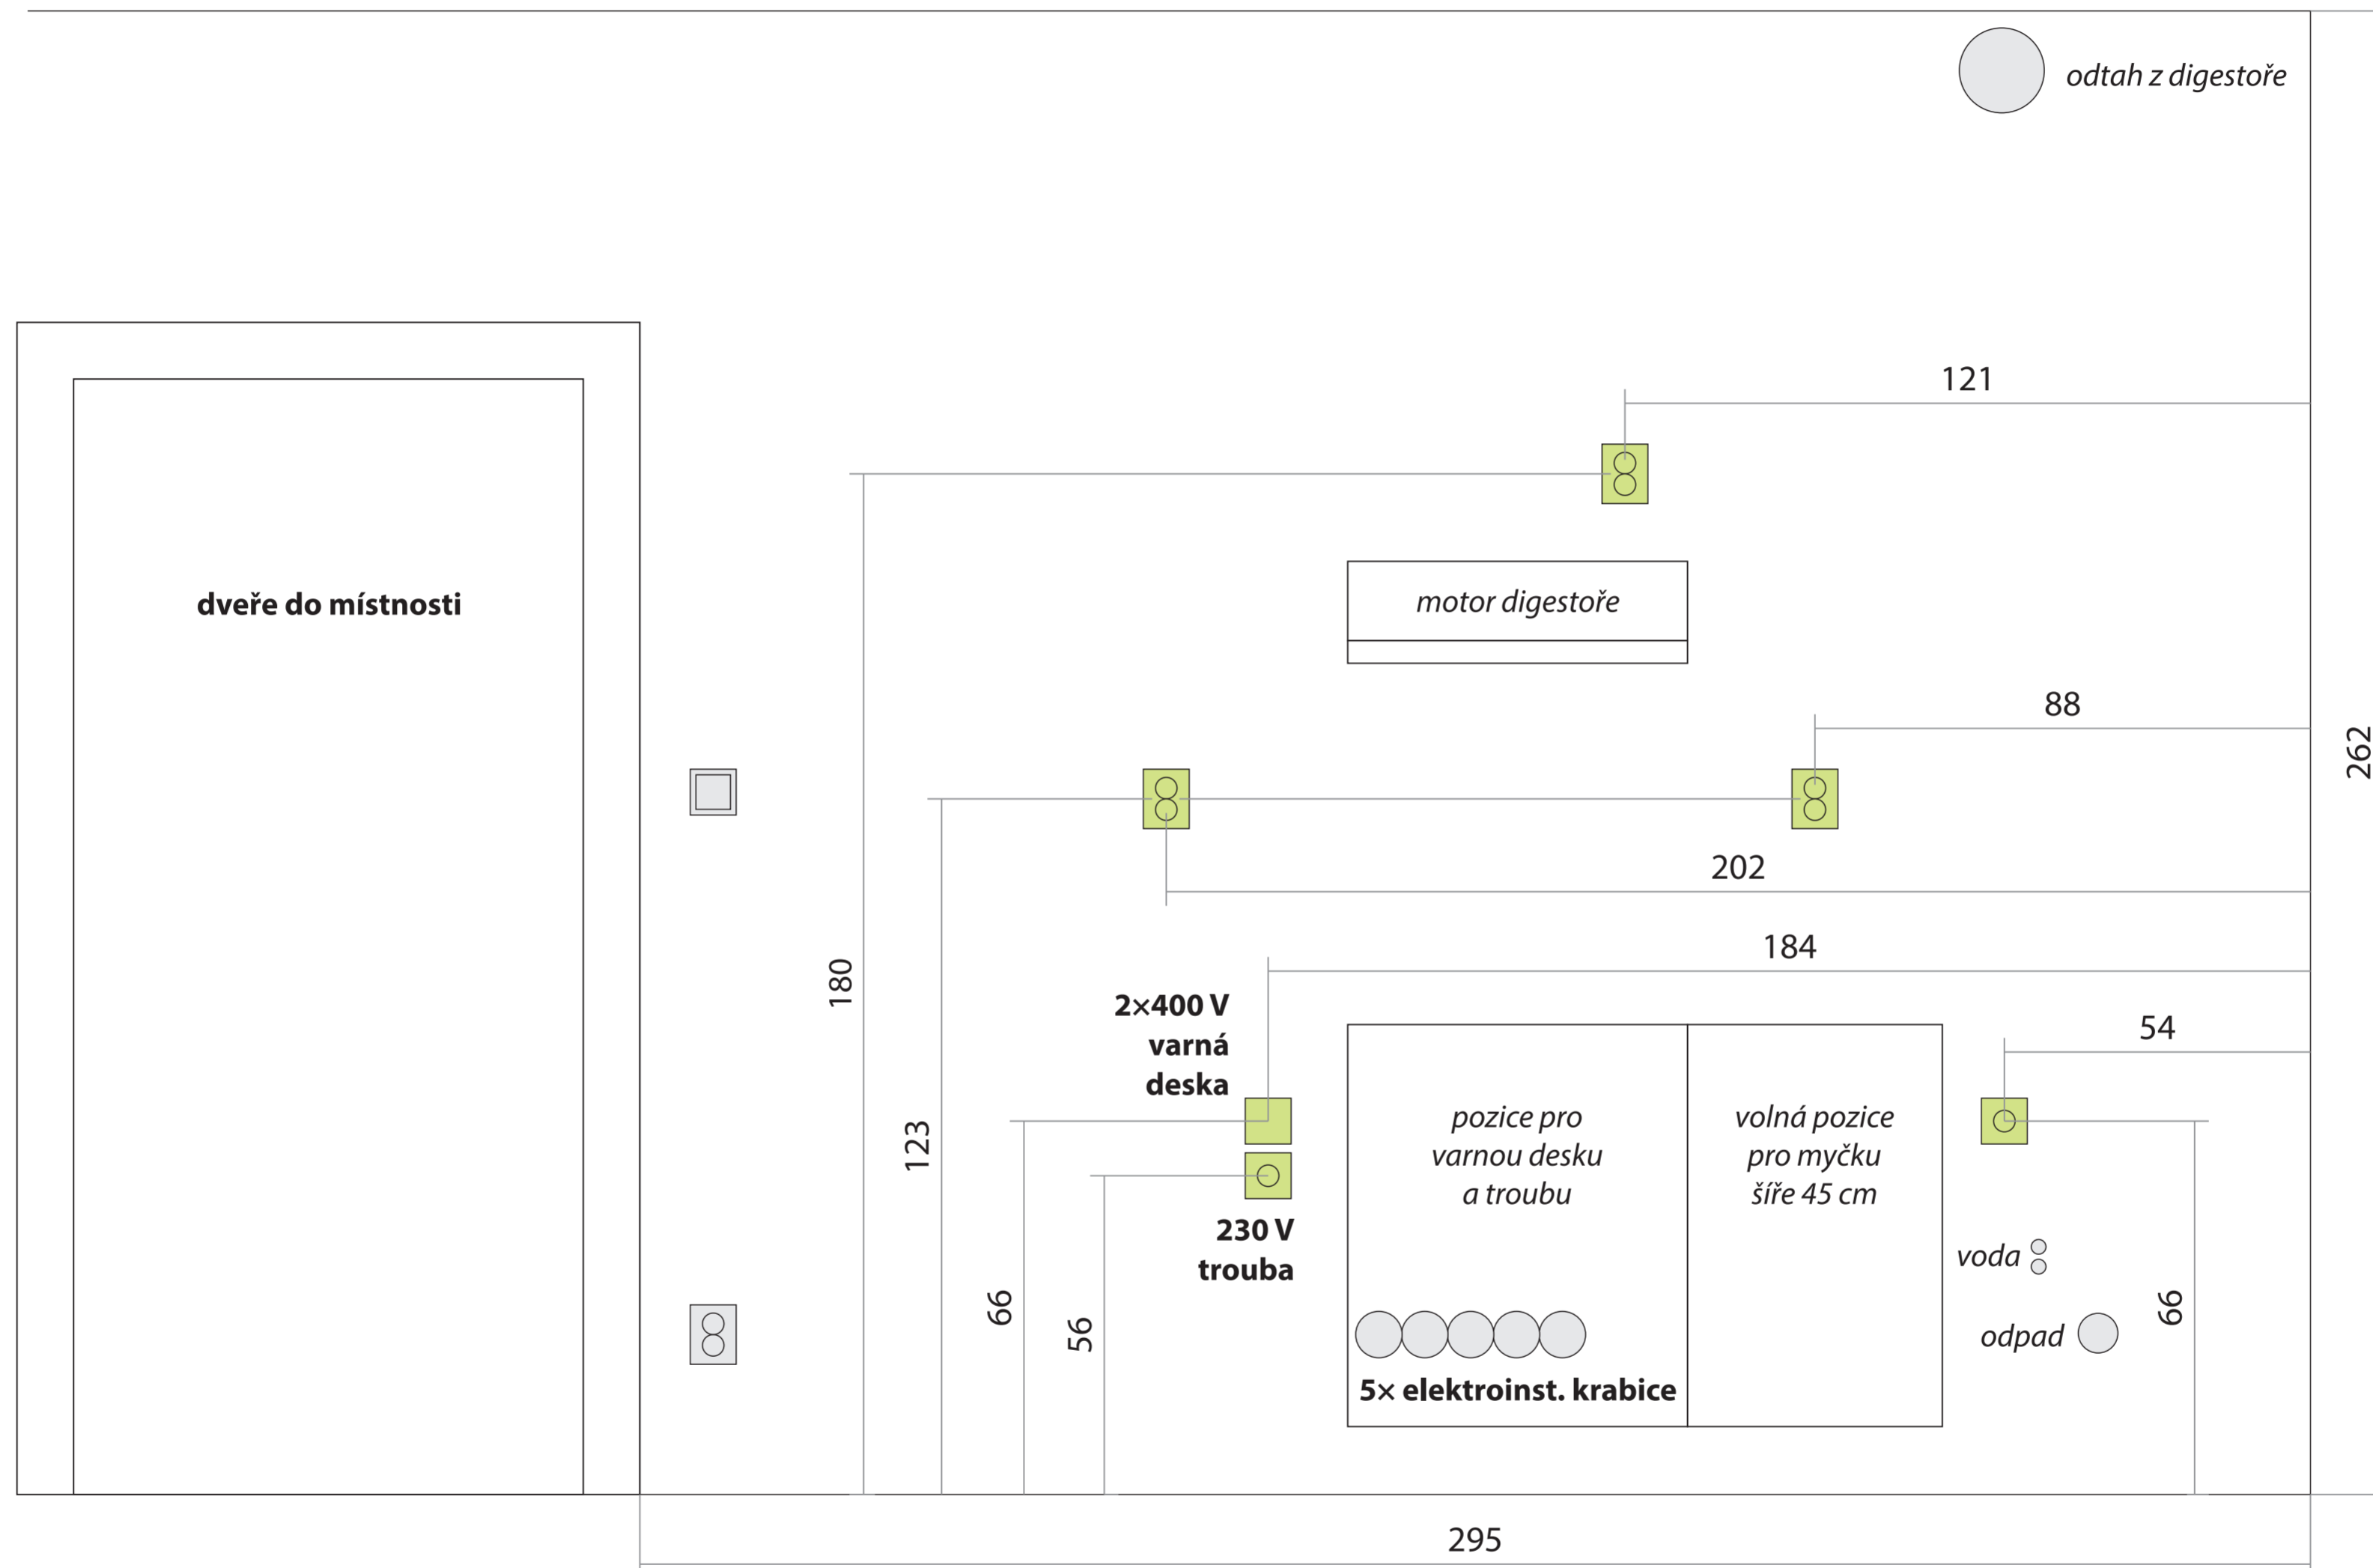 odtah z digestoře
121
dveře do místnosti
motor digestoře
88
262
202
184
180
2×400 V
varná
deska
54
123
pozice pro
varnou desku
a troubu
volná pozice
pro myčku
šíře 45 cm
230 V
trouba
voda
66
56
66
odpad
5× elektroinst. krabice
295